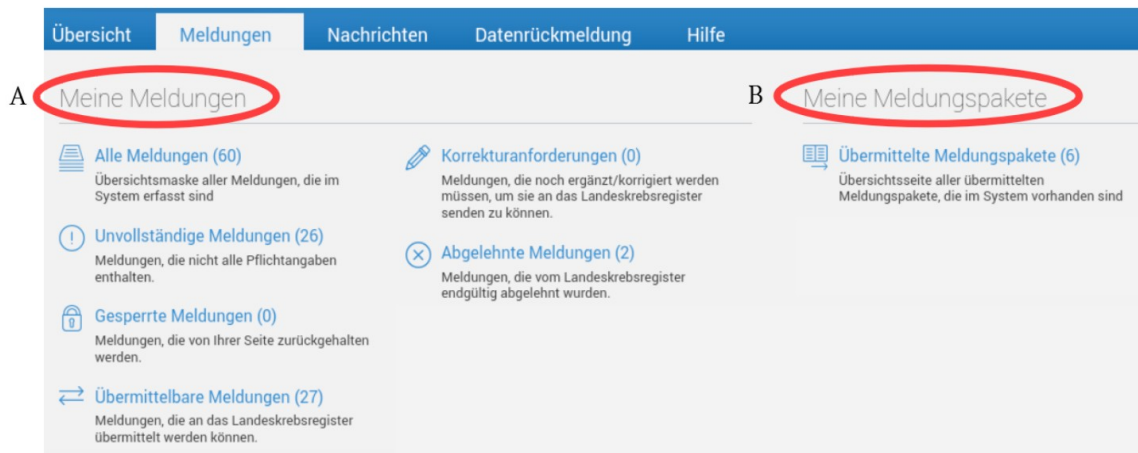 Übersicht Meldungen Nachrichten Datenrückmeldung Hilfe
A Meine Meldungen
Alle Meldungen (60)
Übersichtsmaske aller Meldungen, die im
System erfasst sind
Unvollständige Meldungen (26)
Meldungen, die nicht alle Pflichtangaben
enthalten.
Gesperrte Meldungen (0)
Meldungen, die von Ihrer Seite zurückgehalten
werden.
Übermittelbare Meldungen (27)
Meldungen, die an das Landeskrebsregister
übermittelt werden können.
Korrekturanforderungen (0)
Meldungen, die noch ergänzt/korrigiert werden
müssen, um sie an das Landeskrebsregister
senden zu können.
Abgelehnte Meldungen (2)
Meldungen, die vom Landeskrebsregister
endgültig abgelehnt wurden.
B Meine Meldungspakete
Übermittelte Meldungspakete (6)
Übersichtsseite aller übermittelten
Meldungspakete, die im System vorhanden sind